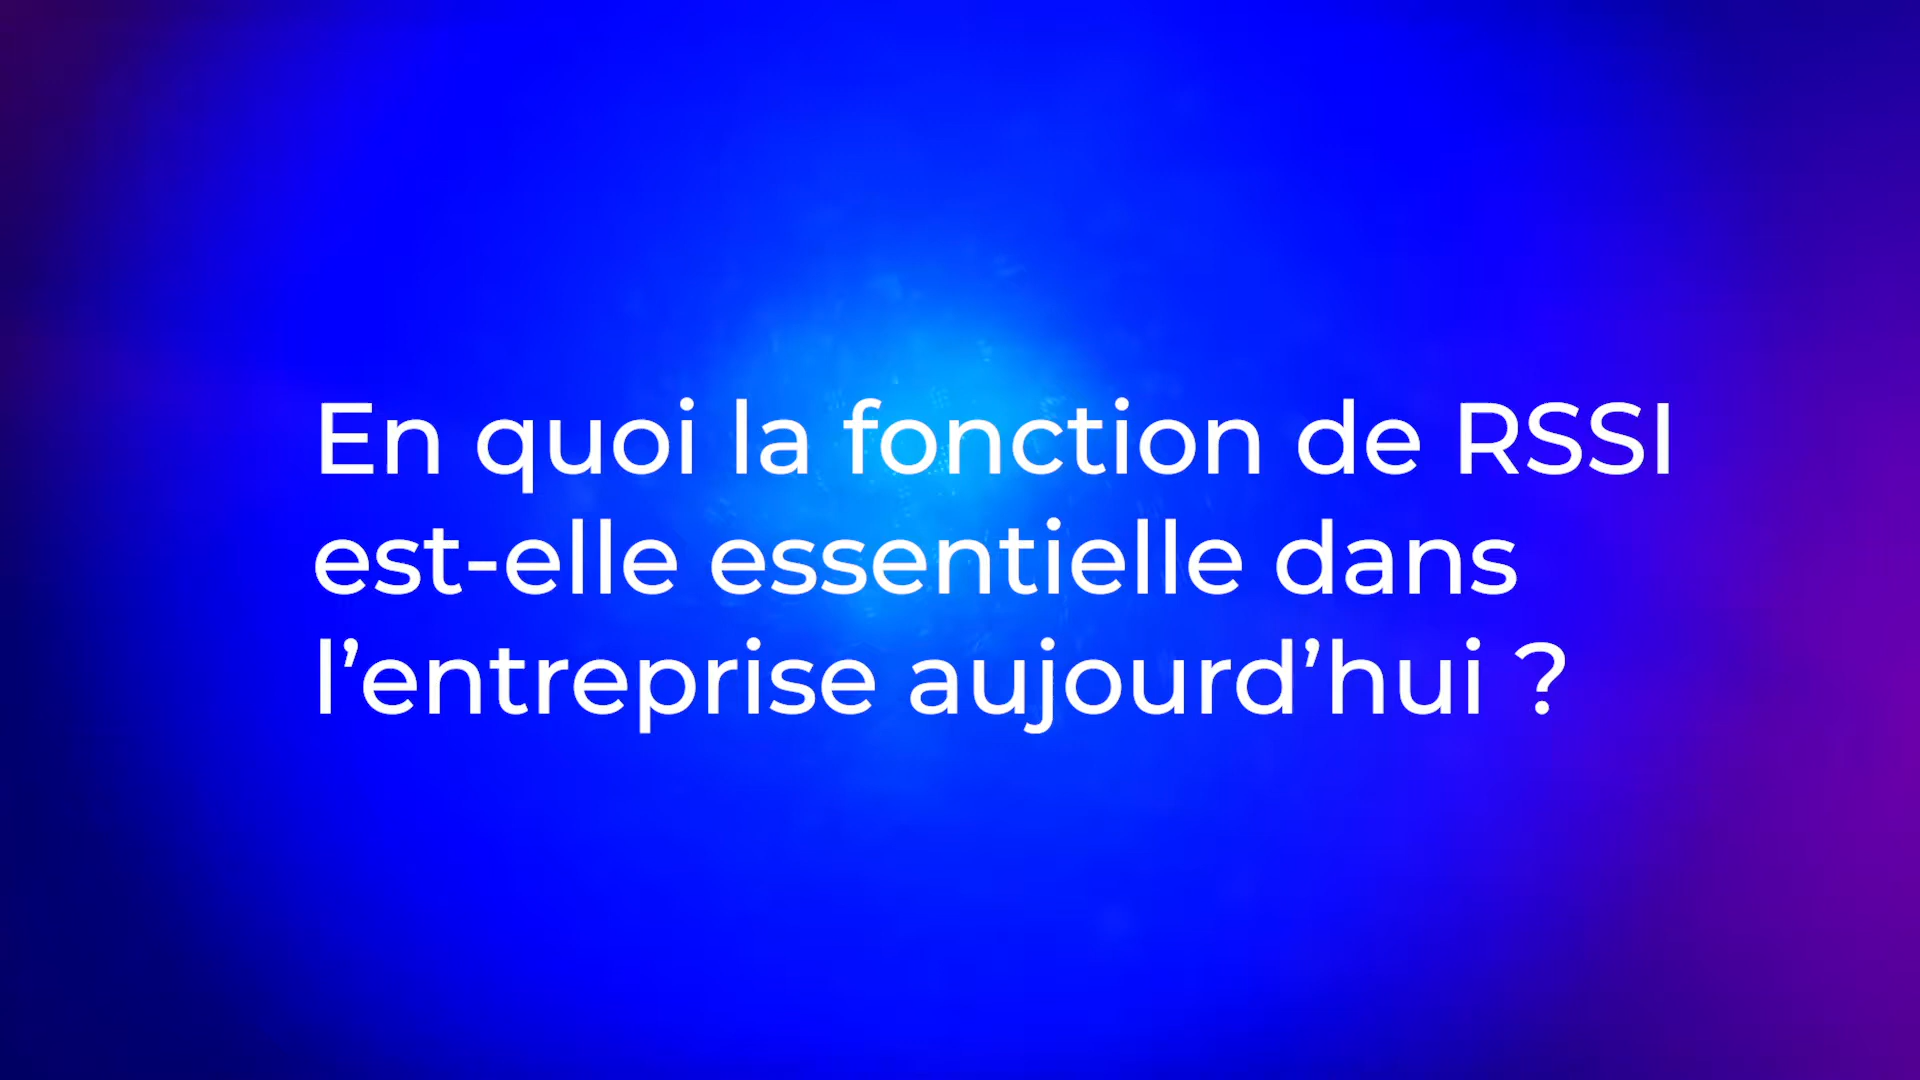 En quoi la fonction de RSSI
est-elle essentielle dans
l’entreprise aujourd’hui ?